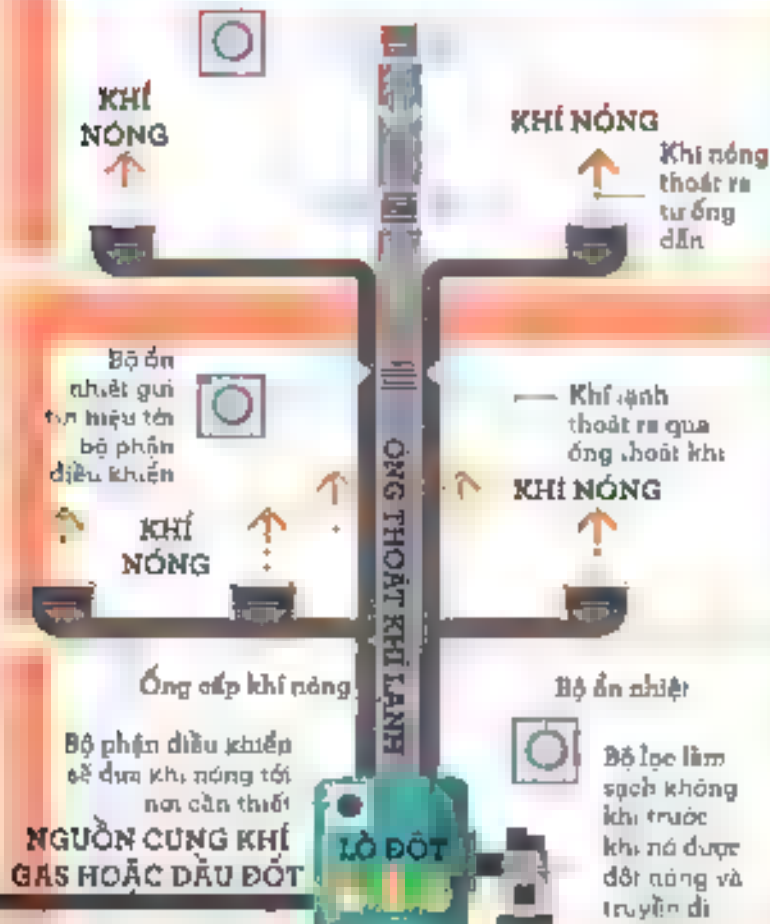 KHÍ
NÓNG
KHÍ NÓNG
Khí nóng
thoát ra
từ ống
dẫn
Bộ ổn
nhiệt gửi
tín hiệu tới
bộ phận
điều khiển
Khí lạnh
thoát ra qua
ống thoát khí
KHÍ NÓNG
KHÍ
NÓNG
ỐNG THOÁT KHÍ LẠNH
Ống cấp khí nóng
Bộ ổn nhiệt
Bộ phận điều khiển
sẽ đưa khí nóng tới
nơi cần thiết
Bộ lọc làm
sạch không
khí trước
khi nó được
đốt nóng và
truyền đi
NGUỒN CUNG KHÍ
GAS HOẶC DẦU ĐỐT
LÒ ĐỐT